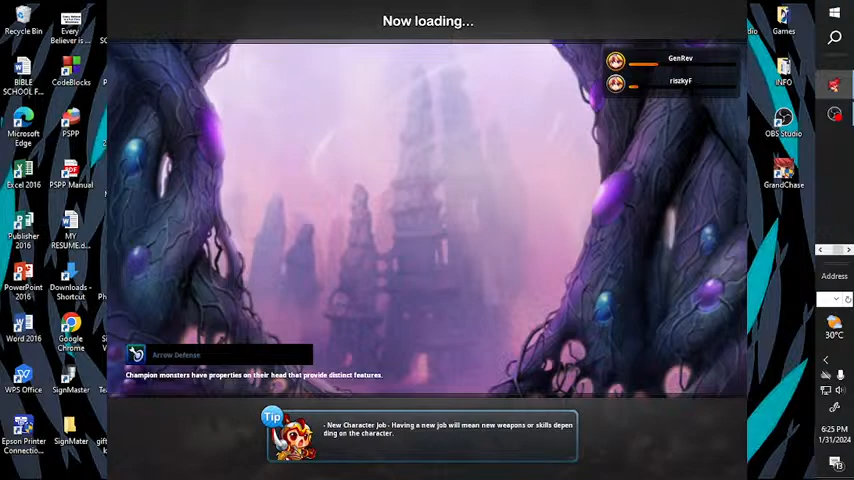 Now loading...
GenRev
riszkyF
Arrow Defense
Champion monsters have properties on their head that provide distinct features.
Tip
- New Character Job - Having a new job will mean new weapons or skills depen
ding on the character.
Recycle Bin
Every
Believer is a...
BIBLE
SCHOOL F...
CodeBlocks
Microsoft
Edge
PSPP
Excel 2016
PSPP Manual
Publisher
2016
MY
RESUME.d...
PowerPoint
2016
Downloads -
Shortcut
Word 2016
Google
Chrome
WPS Office
SignMaster
Epson Printer
Connectio...
SignMater
Games
INFO
OBS Studio
GrandChase
Address
30°C
6:25 PM
1/31/2024